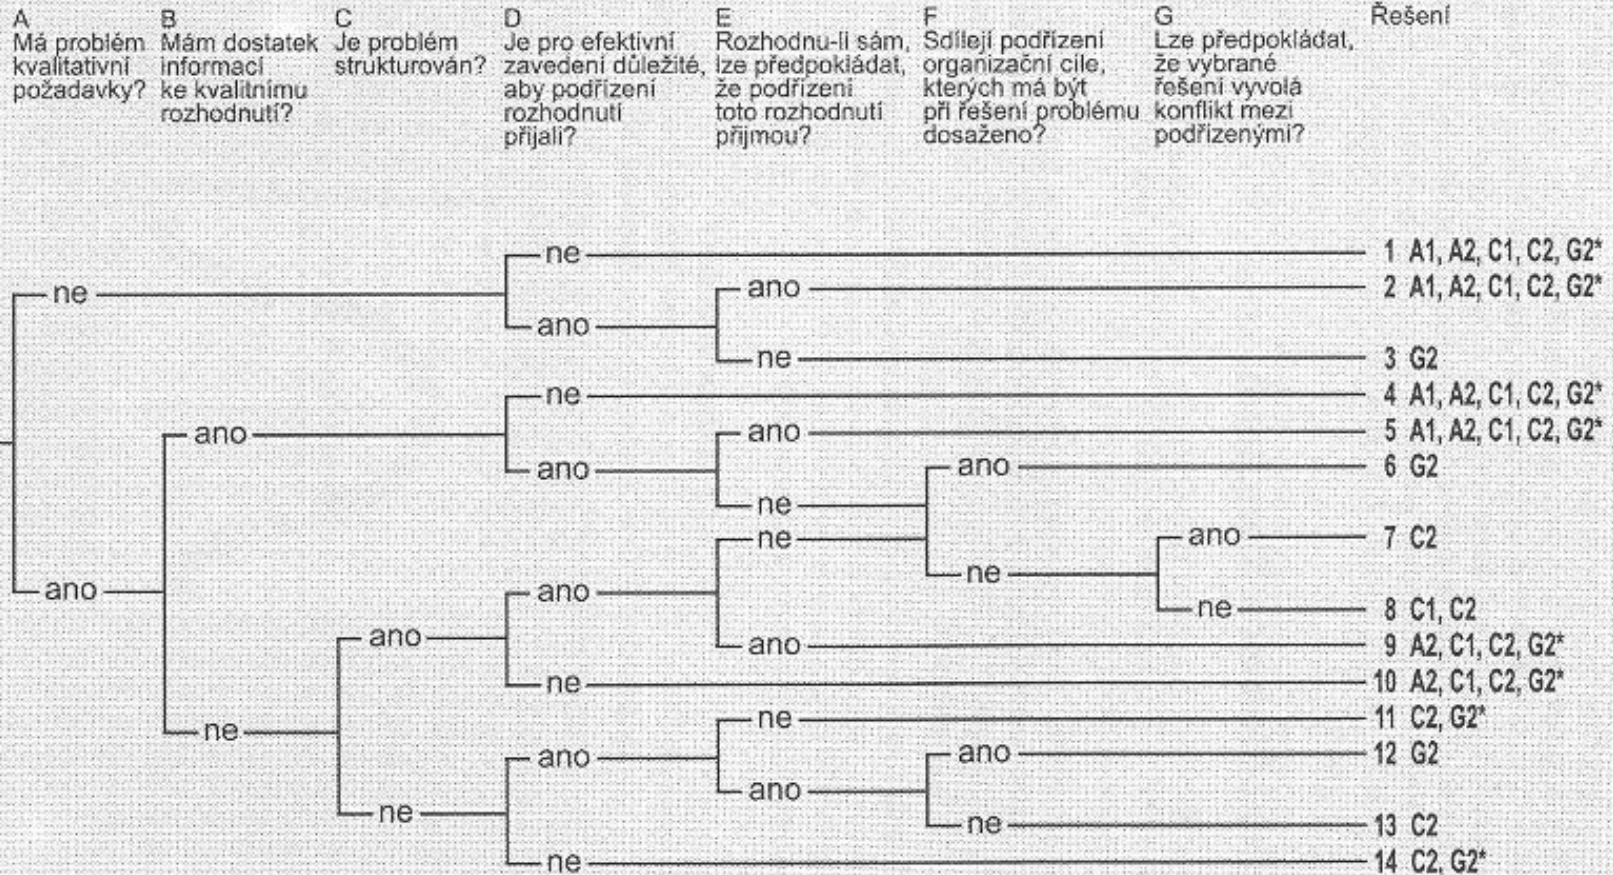 A
Má problém
kvalitativní
požadavky?
B
Mám dostatek
informací
ke kvalitnímu
rozhodnutí?
C
Je problém
strukturován?
D
Je pro efektivní
zavedení důležité,
aby podřízení
rozhodnutí
přijali?
E
Rozhodnu-li sám,
lze předpokládat,
že podřízení
toto rozhodnutí
přijmou?
F
Sdílejí podřízení
organizační cíle,
kterých má být
při řešení problému
dosaženo?
G
Lze předpokládat,
že vybrané
řešení vyvolá
konflikt mezi
podřízenými?
Řešení
ne
1 A1, A2, C1, C2, G2*
ne
ano
2 A1, A2, C1, C2, G2*
ano
ne
3 G2
ne
4 A1, A2, C1, C2, G2*
ano
ano
5 A1, A2, C1, C2, G2*
ano
ano
6 G2
ne
ne
ano
7 C2
ne
ano
ano
ne
8 C1, C2
ano
ano
9 A2, C1, C2, G2*
ne
10 A2, C1, C2, G2*
ne
ne
11 C2, G2*
ano
ano
12 G2
ano
ne
ne
13 C2
ne
14 C2, G2*